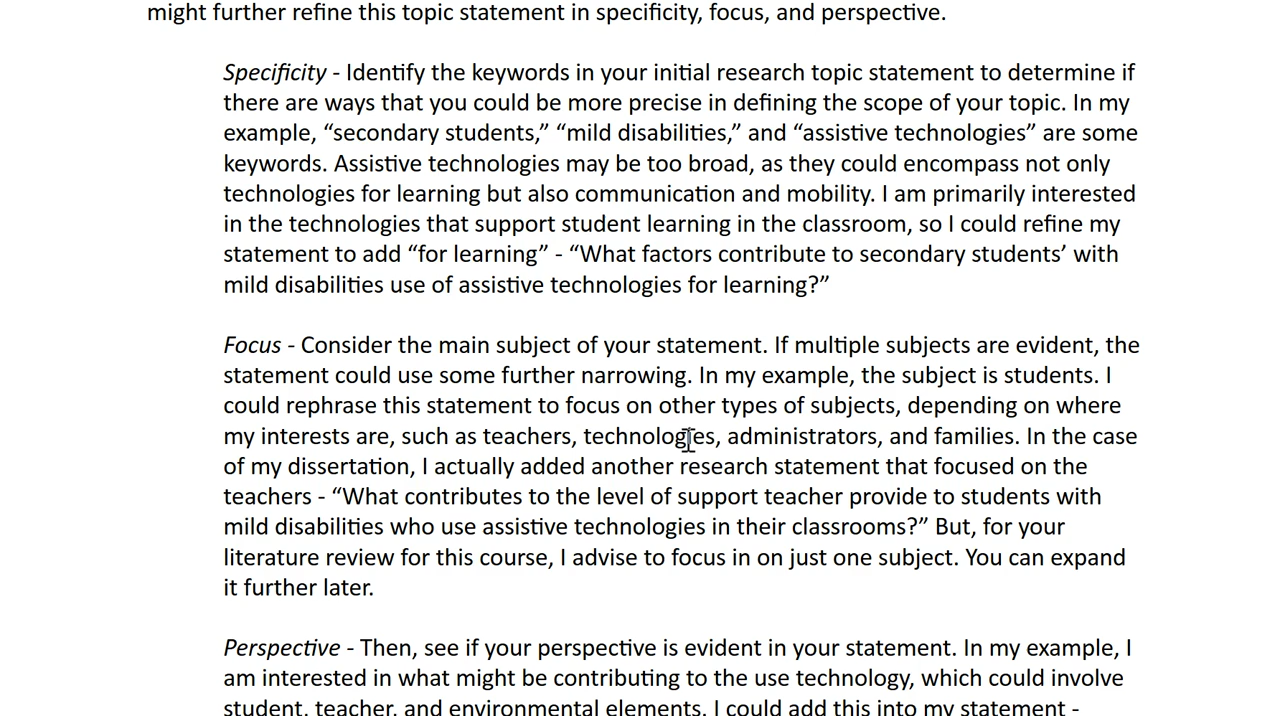 might further refine this topic statement in specificity, focus, and perspective.
Specificity - Identify the keywords in your initial research topic statement to determine if
there are ways that you could be more precise in defining the scope of your topic. In my
example, “secondary students,” “mild disabilities,” and “assistive technologies” are some
keywords. Assistive technologies may be too broad, as they could encompass not only
technologies for learning but also communication and mobility. I am primarily interested
in the technologies that support student learning in the classroom, so I could refine my
statement to add “for learning” - “What factors contribute to secondary students’ with
mild disabilities use of assistive technologies for learning?”
Focus - Consider the main subject of your statement. If multiple subjects are evident, the
statement could use some further narrowing. In my example, the subject is students. I
could rephrase this statement to focus on other types of subjects, depending on where
my interests are, such as teachers, technologies, administrators, and families. In the case
of my dissertation, I actually added another research statement that focused on the
teachers - “What contributes to the level of support teacher provide to students with
mild disabilities who use assistive technologies in their classrooms?” But, for your
literature review for this course, I advise to focus in on just one subject. You can expand
it further later.
Perspective - Then, see if your perspective is evident in your statement. In my example, I
am interested in what might be contributing to the use technology, which could involve
student, teacher, and environmental elements. I could add this into my statement -